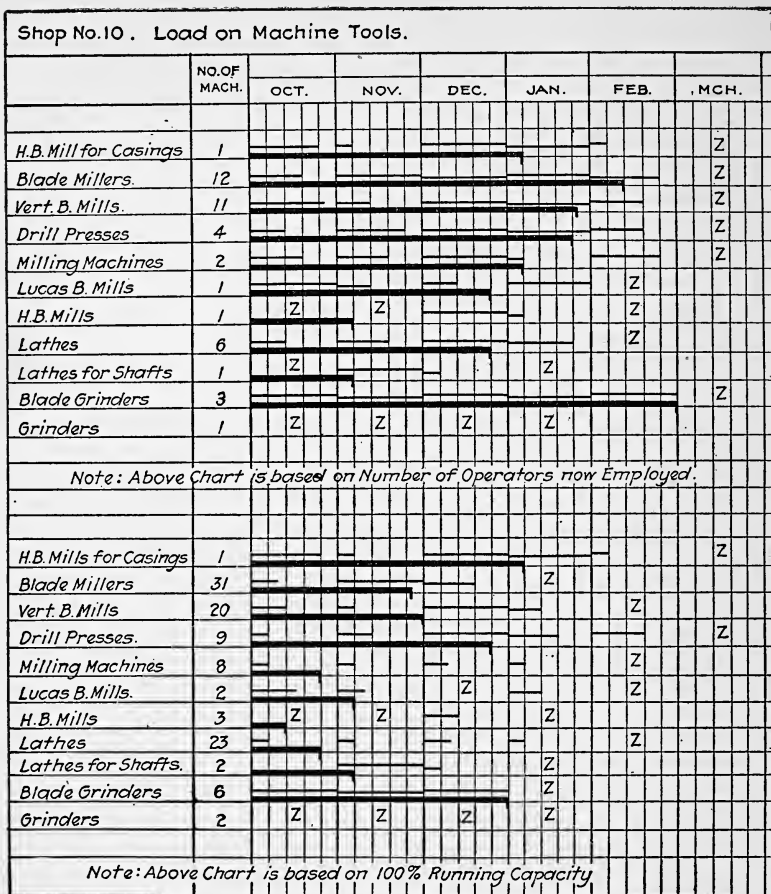 Shop No.10. Load on Machine Tools.
NO.OF MACH. OCT. NOV. DEC. JAN. FEB. MCH.
H.B. Mill for Casings 1 Z
Blade Millers. 12 Z
Vert. B. Mills. 11 Z
Drill Presses 4 Z
Milling Machines 2 Z
Lucas B. Mills 1 Z
H.B. Mills 1 Z Z Z
Lathes 6 Z
Lathes for Shafts 1 Z Z
Blade Grinders 3 Z
Grinders 1 Z Z Z Z
Note: Above Chart is based on Number of Operators now Employed.
H.B. Mills for Casings 1 Z
Blade Millers 31 Z
Vert. B. Mills 20 Z
Drill Presses. 9 Z
Milling Machines 8 Z
Lucas B. Mills. 2 Z Z
H.B. Mills 3 Z Z Z
Lathes 23 Z
Lathes for Shafts. 2 Z
Blade Grinders 6 Z
Grinders 2 Z Z Z Z
Note: Above Chart is based on 100% Running Capacity